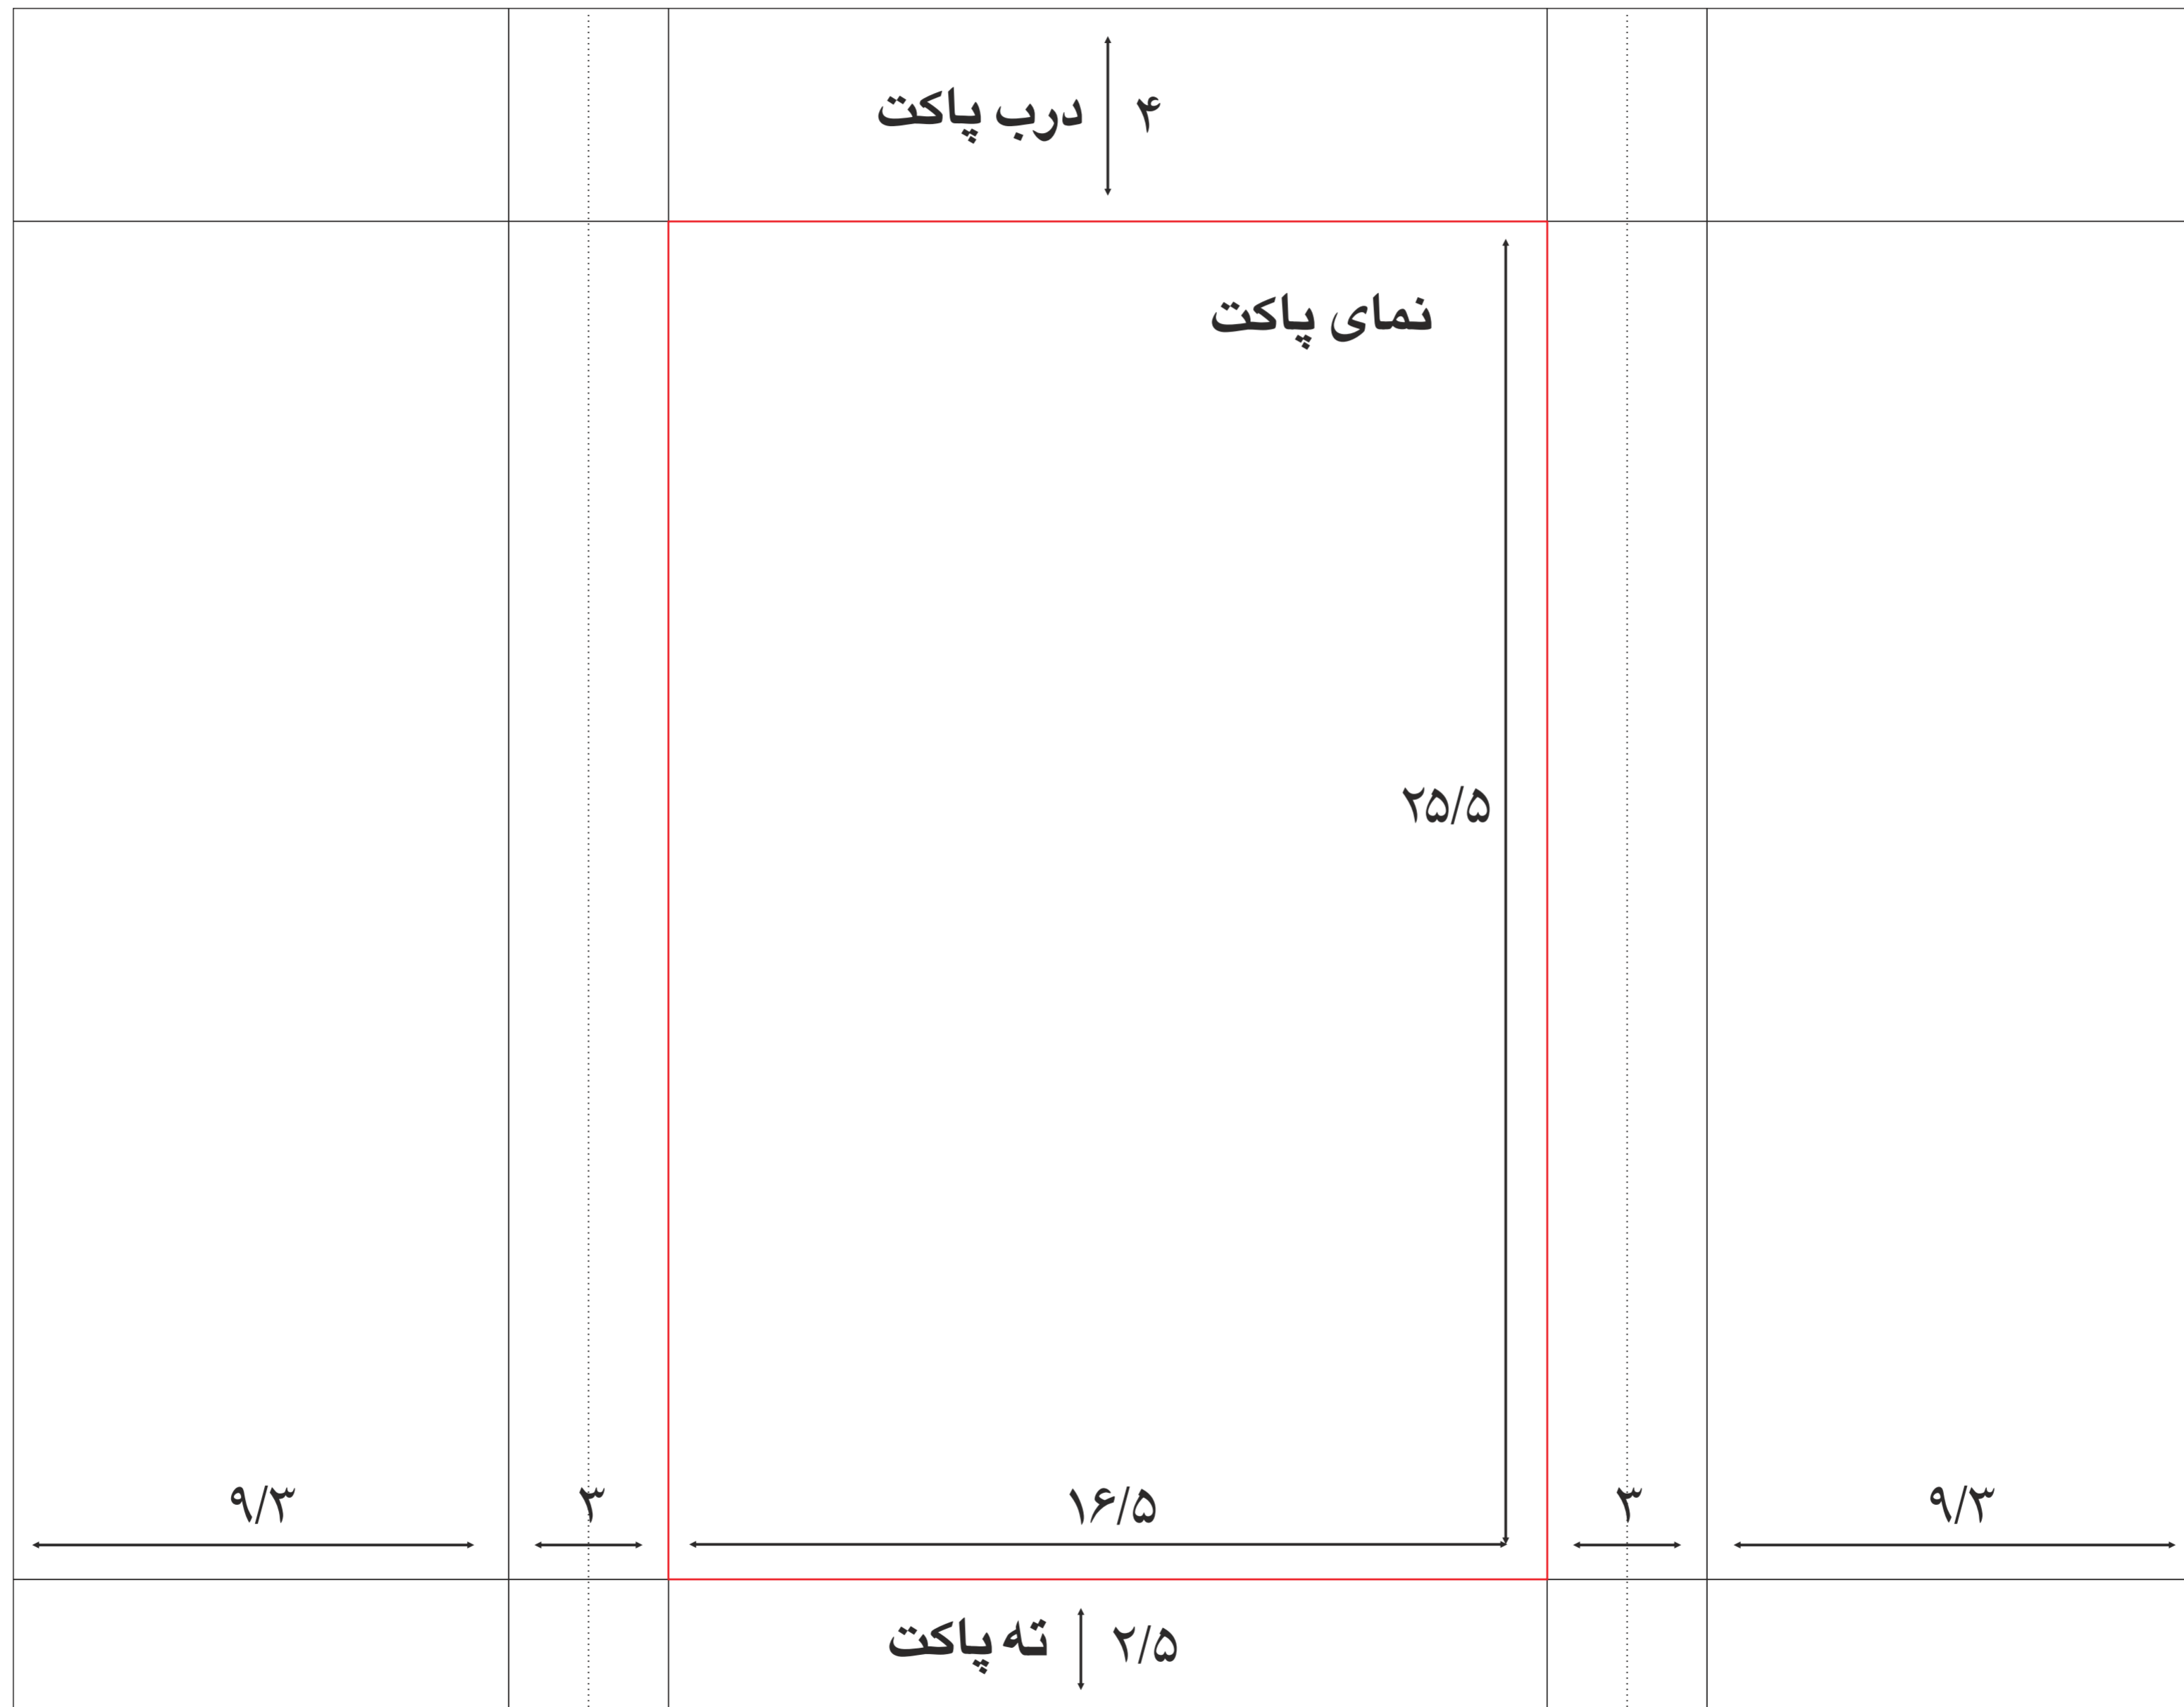 درب پاکت
۴
نمای پاکت
۲۵/۵
۹/۳
۳
۱۶/۵
۳
۹/۳
ته پاکت
۲/۵